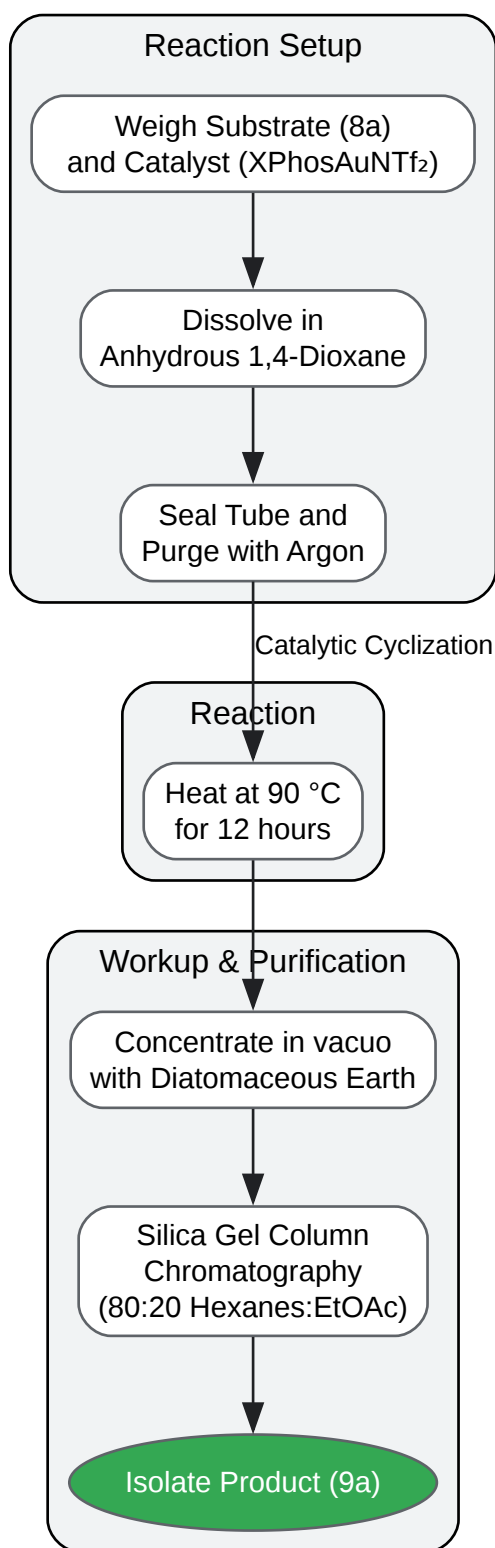 Reaction Setup
Weigh Substrate (8a)
and Catalyst (XPhosAuNTf₂)
Dissolve in
Anhydrous 1,4-Dioxane
Seal Tube and
Purge with Argon
Catalytic Cyclization
Reaction
Heat at 90 °C
for 12 hours
Workup & Purification
Concentrate in vacuo
with Diatomaceous Earth
Silica Gel Column
Chromatography
(80:20 Hexanes:EtOAc)
Isolate Product (9a)